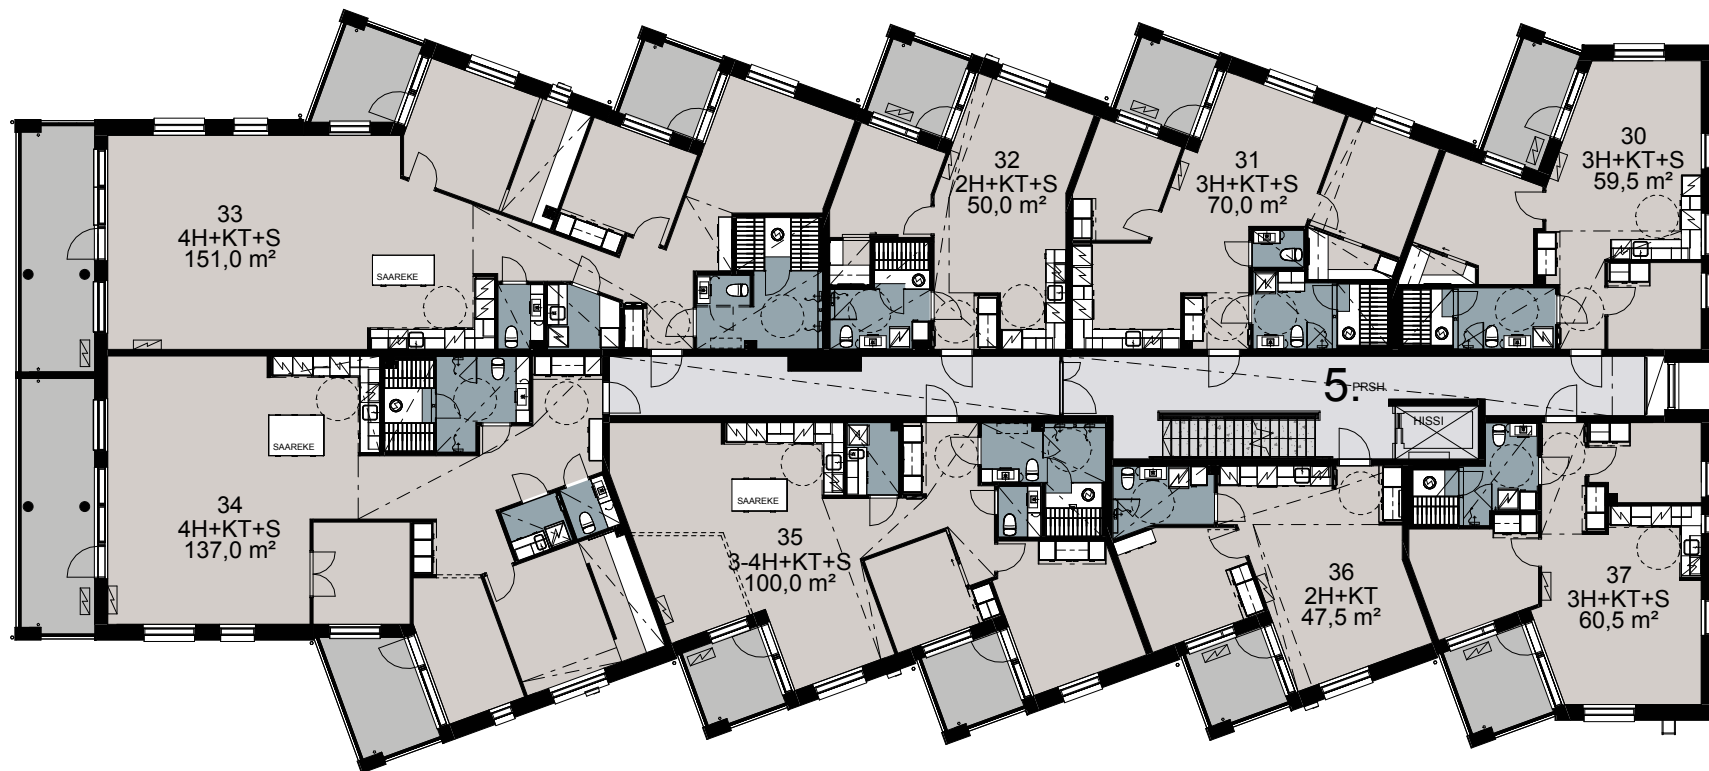 33
4H+KT+S
151,0 m²
SAAREKE
32
2H+KT+S
50,0 m²
31
3H+KT+S
70,0 m²
30
3H+KT+S
59,5 m²
5. PRSH.
HISSI
34
4H+KT+S
137,0 m²
SAAREKE
35
3-4H+KT+S
100,0 m²
SAAREKE
36
2H+KT
47,5 m²
37
3H+KT+S
60,5 m²